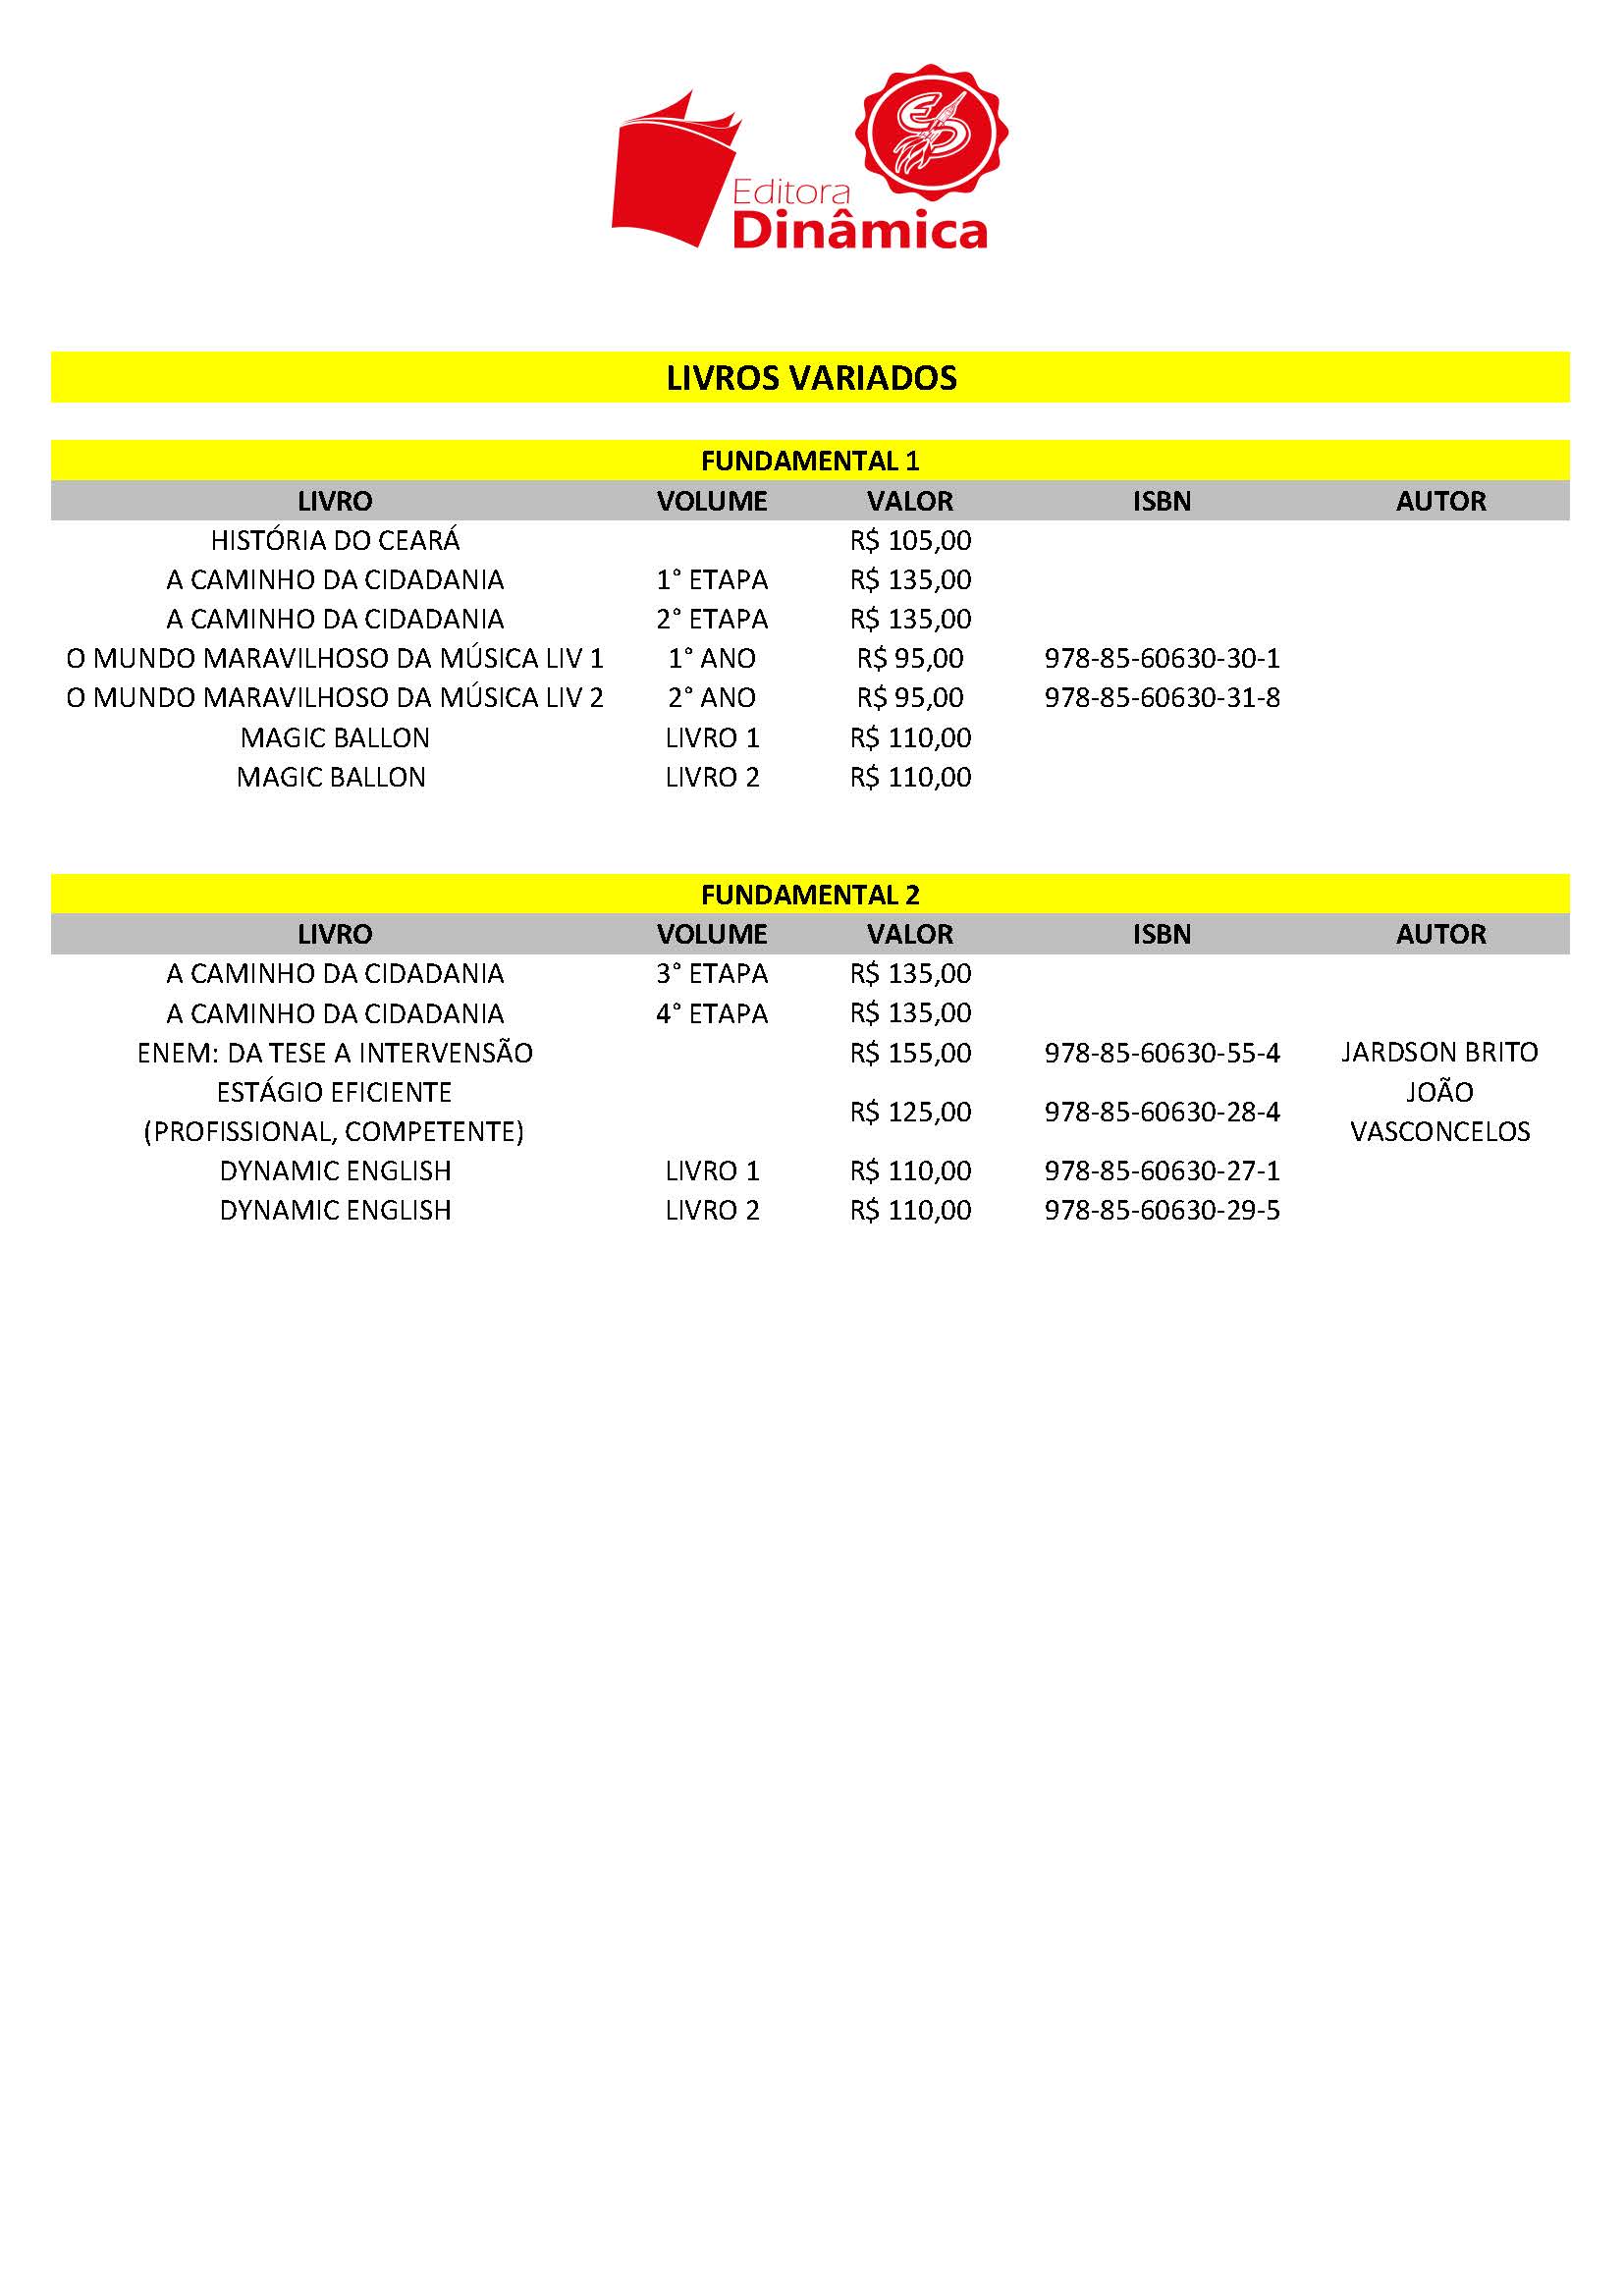 Editora
Dinâmica
LIVROS VARIADOS
FUNDAMENTAL 1
LIVRO VOLUME VALOR ISBN AUTOR
HISTÓRIA DO CEARÁ R$ 105,00
A CAMINHO DA CIDADANIA 1° ETAPA R$ 135,00
A CAMINHO DA CIDADANIA 2° ETAPA R$ 135,00
O MUNDO MARAVILHOSO DA MÚSICA LIV 1 1° ANO R$ 95,00 978-85-60630-30-1
O MUNDO MARAVILHOSO DA MÚSICA LIV 2 2° ANO R$ 95,00 978-85-60630-31-8
MAGIC BALLON LIVRO 1 R$ 110,00
MAGIC BALLON LIVRO 2 R$ 110,00
FUNDAMENTAL 2
LIVRO VOLUME VALOR ISBN AUTOR
A CAMINHO DA CIDADANIA 3° ETAPA R$ 135,00
A CAMINHO DA CIDADANIA 4° ETAPA R$ 135,00
ENEM: DA TESE A INTERVENSÃO R$ 155,00 978-85-60630-55-4 JARDSON BRITO
ESTÁGIO EFICIENTE JOÃO
R$ 125,00 978-85-60630-28-4
(PROFISSIONAL, COMPETENTE) VASCONCELOS
DYNAMIC ENGLISH LIVRO 1 R$ 110,00 978-85-60630-27-1
DYNAMIC ENGLISH LIVRO 2 R$ 110,00 978-85-60630-29-5